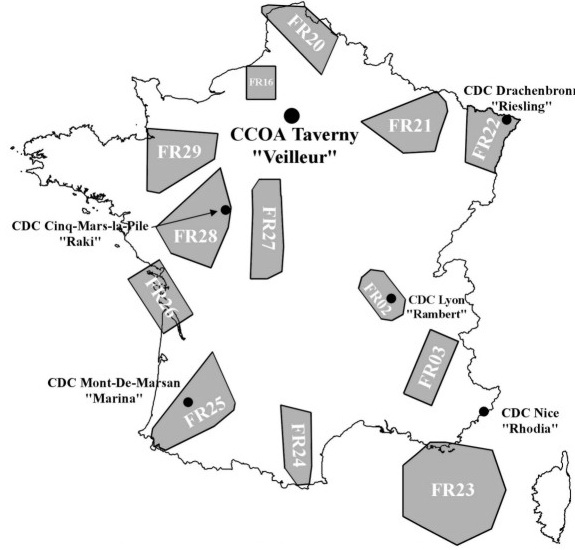 FR20
FR16
CDC Drachenbronn
"Riesling"
CCOA Taverny
"Veilleur"
FR21
FR22
FR29
CDC Cinq-Mars-la-Pile
"Raki"
FR28
FR27
FR26
FR02
CDC Lyon
"Rambert"
FR03
CDC Mont-De-Marsan
"Marina"
FR25
CDC Nice
"Rhodia"
FR24
FR23